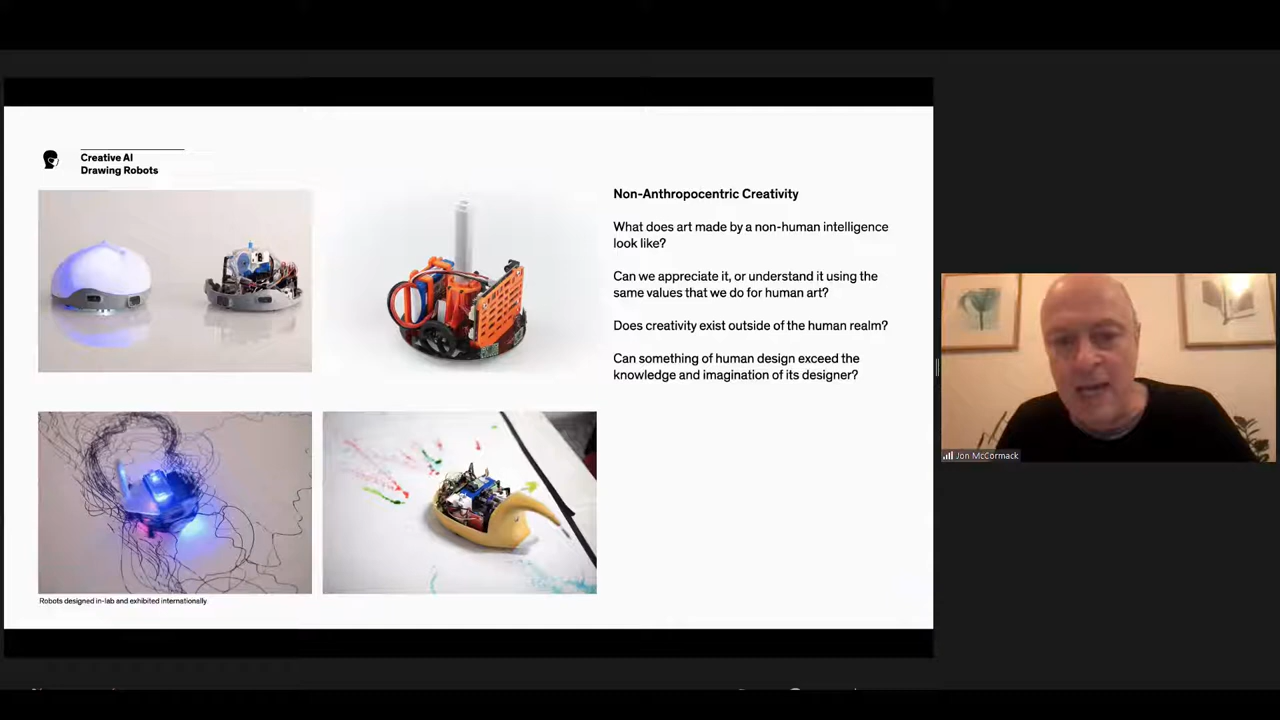 Creative AI
Drawing Robots
Non-Anthropocentric Creativity
What does art made by a non-human intelligence
look like?
Can we appreciate it, or understand it using the
same values that we do for human art?
Does creativity exist outside of the human realm?
Can something of human design exceed the
knowledge and imagination of its designer?
Robots designed in-lab and exhibited internationally
Jon McCormack